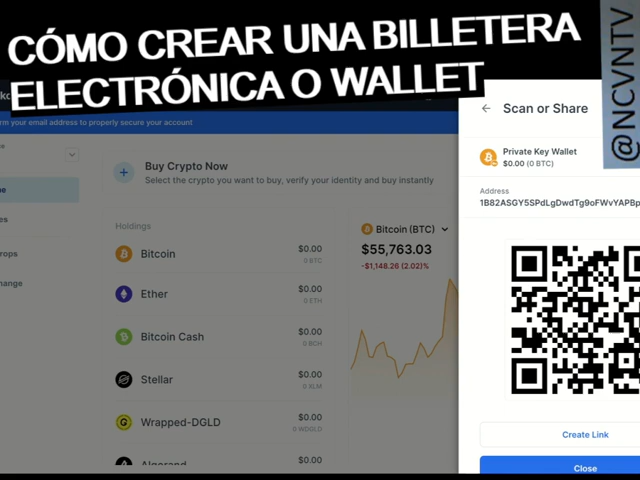 CÓMO CREAR UNA BILLETERA
ELECTRÓNICA O WALLET
@NCVNTV
rm your email address to properly secure your account
Scan or Share
Private Key Wallet
$0.00 (0 BTC)
Address
1B82ASGY5SPdLgDwdTg9oFWvYAPBp
Buy Crypto Now
Select the crypto you want to buy, verify your identity and buy instantly
Holdings
Bitcoin
$0.00
0 BTC
Ether
$0.00
0 ETH
Bitcoin Cash
$0.00
0 BCH
Stellar
$0.00
0 XLM
Wrapped-DGLD
$0.00
0 WDGLD
Algorand
$0.00
Bitcoin (BTC)
$55,763.03
-$1,148.26 (2.02)%
Create Link
Close